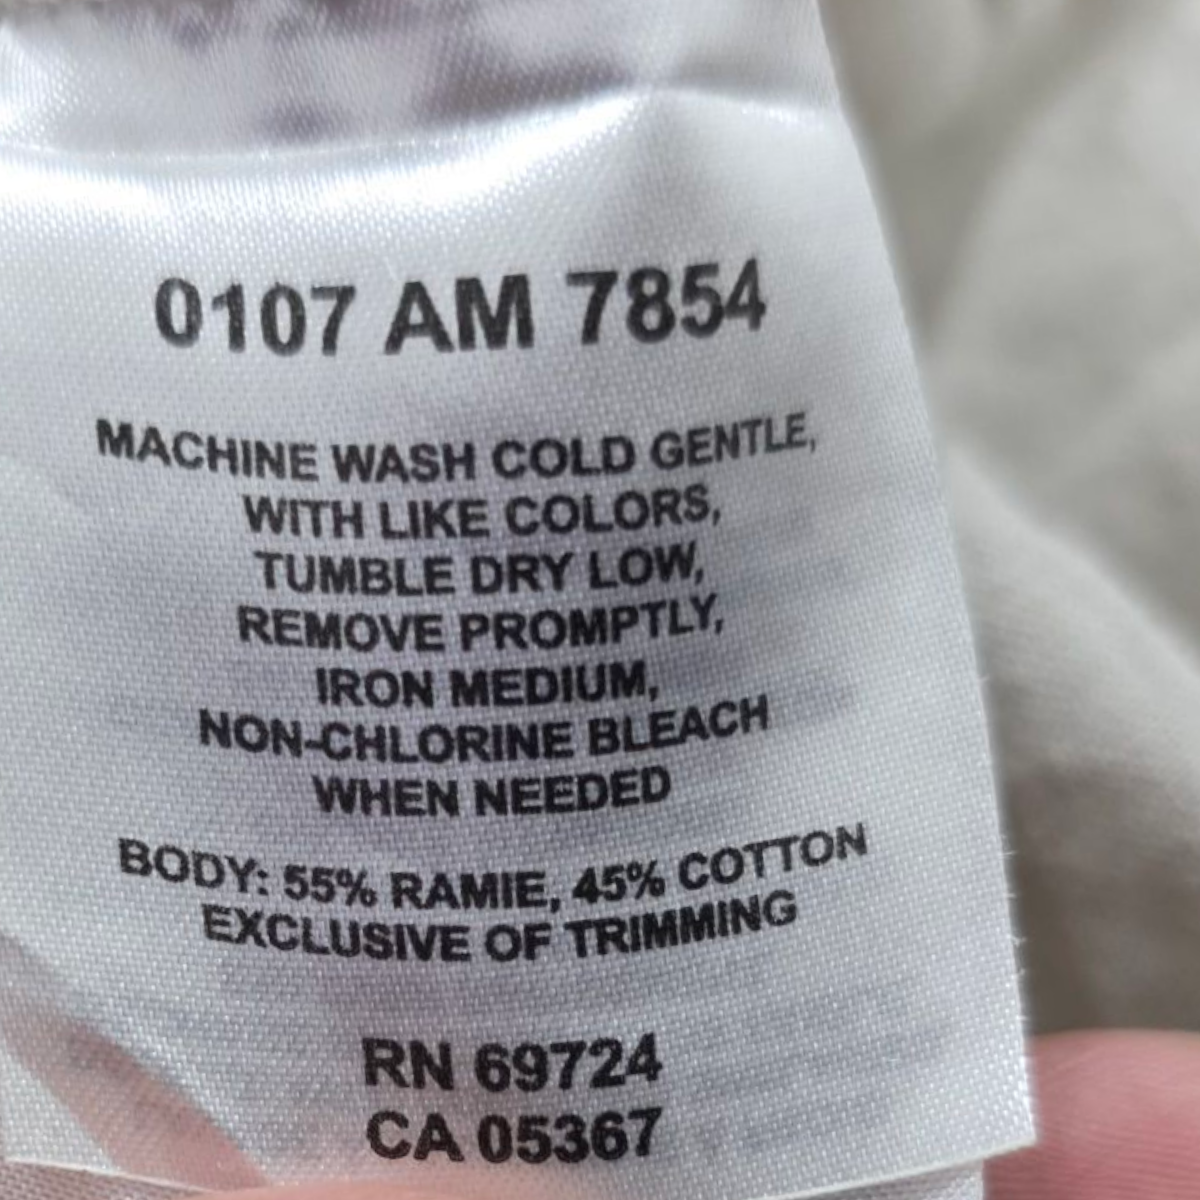 0107 AM 7854
MACHINE WASH COLD GENTLE,
WITH LIKE COLORS,
TUMBLE DRY LOW,
REMOVE PROMPTLY,
IRON MEDIUM,
NON-CHLORINE BLEACH
WHEN NEEDED
BODY: 55% RAMIE, 45% COTTON
EXCLUSIVE OF TRIMMING
RN 69724
CA 05367